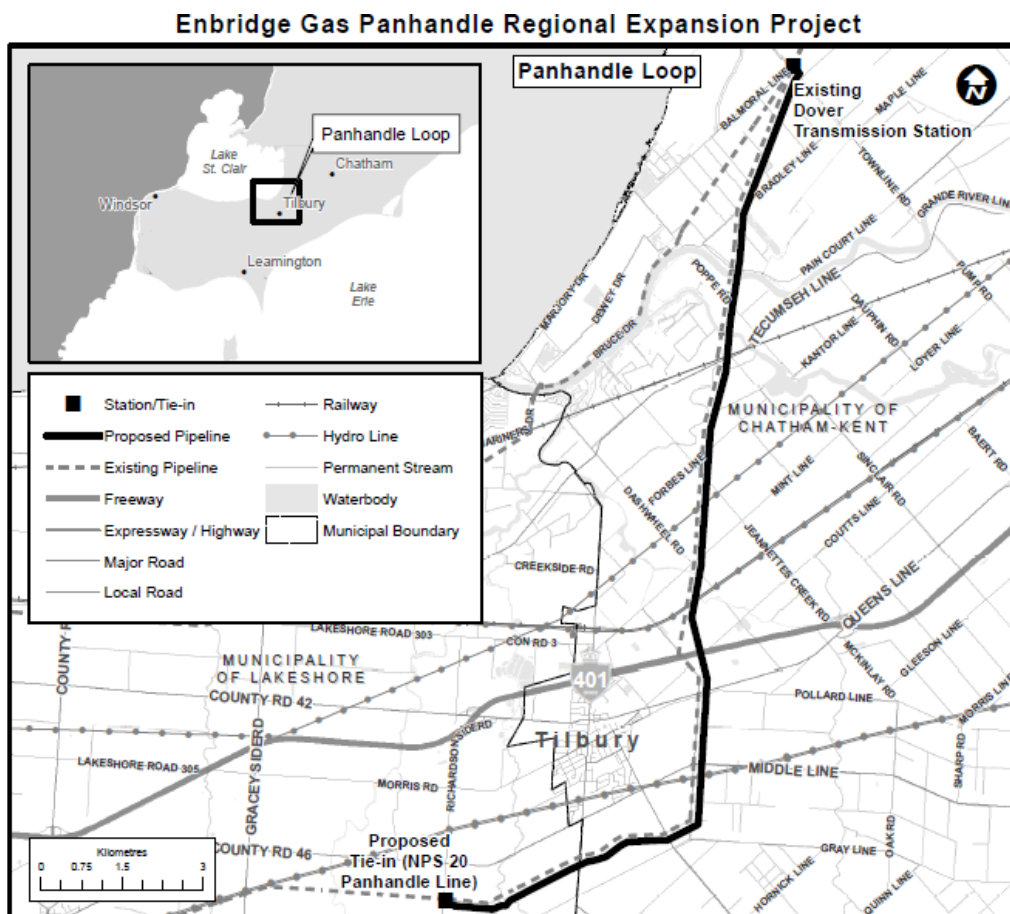 Enbridge Gas Panhandle Regional Expansion Project
Panhandle Loop
N
Existing
Dover
Transmission Station
Panhandle Loop
Lake
St. Clair
Chatham
Windsor
Tilbury
Leamington
Lake
Erie
Station/Tie-in
Proposed Pipeline
Existing Pipeline
Freeway
Expressway / Highway
Major Road
Local Road
Railway
Hydro Line
Permanent Stream
Waterbody
Municipal Boundary
BALMORAL LINE
MAPLE LINE
BRADLEY LINE
TOWNLINE RD
GRANDE RIVER LINE
PAIN COURT LINE
MARJORY DR
DEWEY DR
POPPE RD
BRUCE DR
TECUMSEH LINE
PUMP RD
DAUPHIN RD
KANTOR LINE
LOYER LINE
MARINERS DR
MUNICIPALITY OF
CHATHAM-KENT
FORBES LINE
DASHWHEEL RD
MINT LINE
SINCLAIR RD
BAERT RD
COUTTS LINE
JEANNETTES CREEK RD
QUEENS LINE
CREEKSIDE RD
LAKESHORE ROAD 303
CON RD 3
MCKINLAY RD
GLEESON LINE
COUNTY R
MUNICIPALITY
OF LAKESHORE
401
COUNTY RD 42
POLLARD LINE
MORRIS LINE
Tilbury
RICHARDSON SIDERD
GRACEY SIDERD
LAKESHORE ROAD 305
MORRIS RD
MIDDLE LINE
SHARP RD
COUNTY RD 46
Proposed
Tie-in (NPS 20
Panhandle Line)
GRAY LINE
OAK RD
HORNICK LINE
QUINN LINE
Kilometres
0 0.75 1.5 3